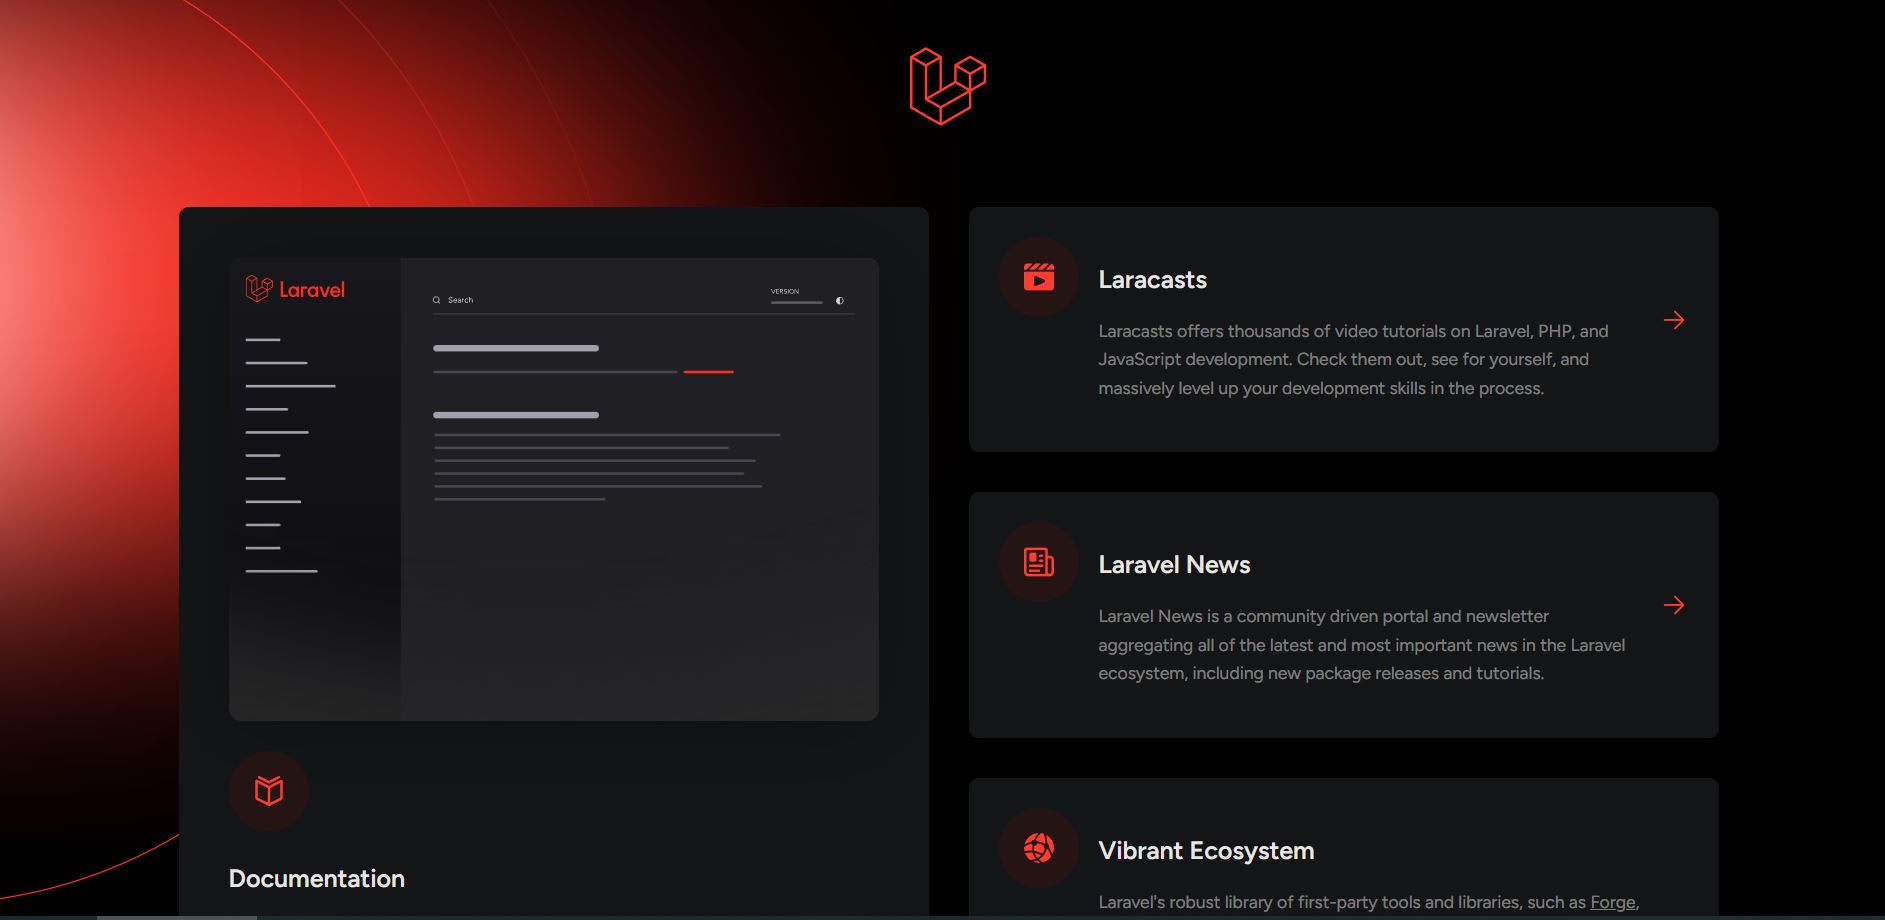 Laravel
Search
VERSION
Documentation
Laracasts
Laracasts offers thousands of video tutorials on Laravel, PHP, and
JavaScript development. Check them out, see for yourself, and
massively level up your development skills in the process.
Laravel News
Laravel News is a community driven portal and newsletter
aggregating all of the latest and most important news in the Laravel
ecosystem, including new package releases and tutorials.
Vibrant Ecosystem
Laravel's robust library of first-party tools and libraries, such as Forge,